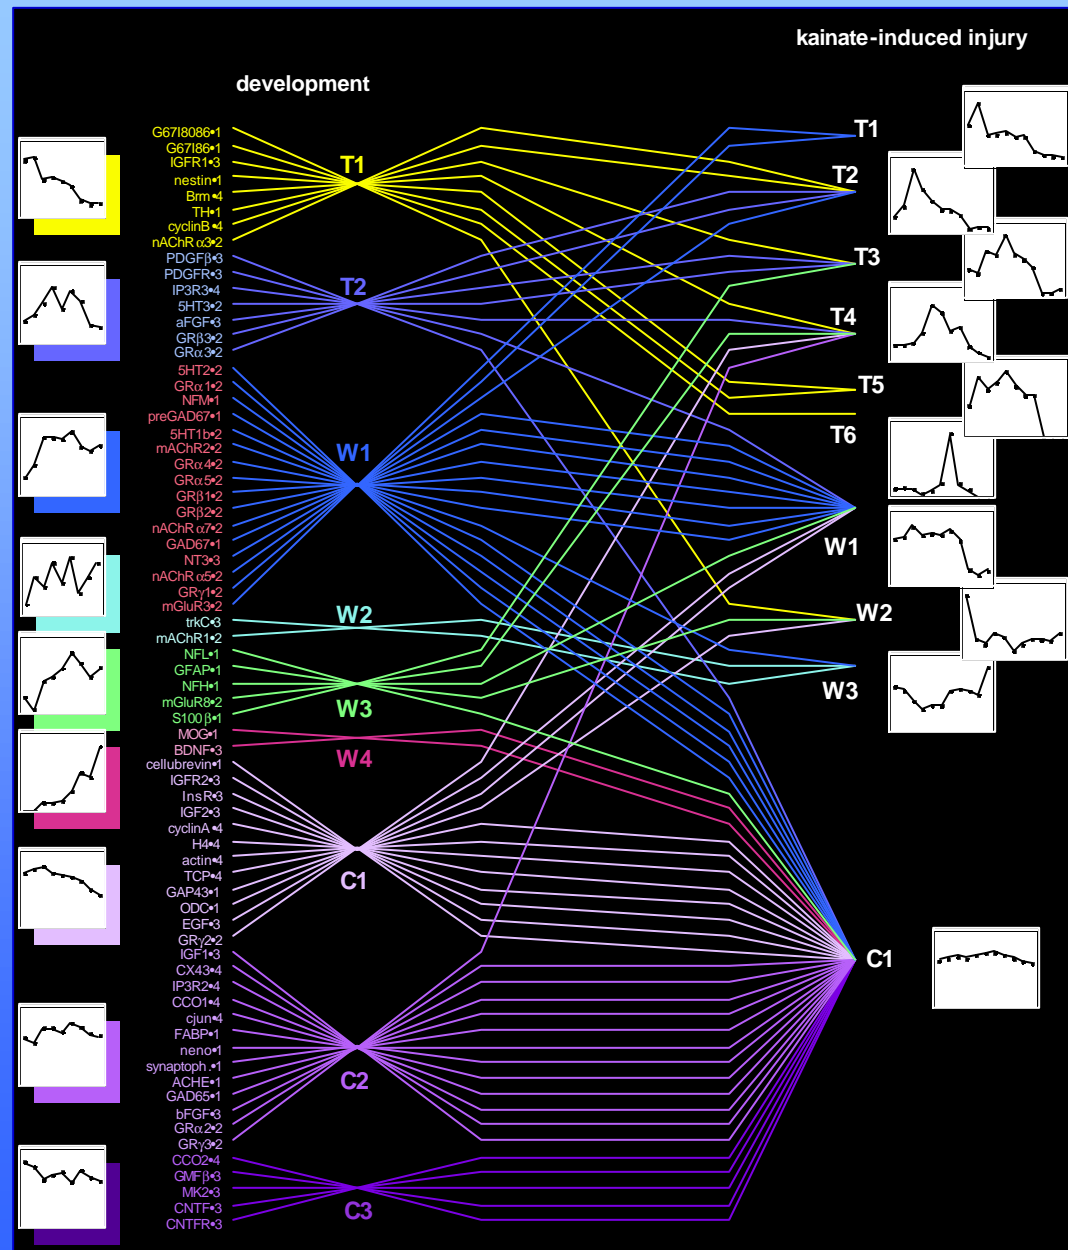 kainate-induced injury
development
G67I8086•1
G67I86•1
IGFR1•3
nestin•1
Brm•4
TH•1
cyclinB•4
nAChRα3•2
PDGFβ•3
PDGFR•3
IP3R3•4
5HT3•2
aFGF•3
GRβ3•2
GRα3•2
5HT2•2
GRα1•2
NFM•1
preGAD67•1
5HT1b•2
mAChR2•2
GRα4•2
GRα5•2
GRβ1•2
GRβ2•2
nAChRα7•2
GAD67•1
NT3•3
nAChRα5•2
GRγ1•2
mGluR3•2
trkC•3
mAChR1•2
NFL•1
GFAP•1
NFH•1
mGluR8•2
S100β•1
MOG•1
BDNF•3
cellubrevin•1
IGFR2•3
InsR•3
IGF2•3
cyclinA•4
H4•4
actin•4
TCP•4
GAP43•1
ODC•1
EGF•3
GRγ2•2
IGF1•3
CX43•4
IP3R2•4
CCO1•4
cjun•4
FABP•1
neno•1
synaptoph.•1
ACHE•1
GAD65•1
bFGF•3
GRα2•2
GRγ3•2
CCO2•4
GMFβ•3
MK2•3
CNTF•3
CNTFR•3
T1
T2
W1
W2
W3
W4
C1
C2
C3
T1
T2
T3
T4
T5
T6
W1
W2
W3
C1